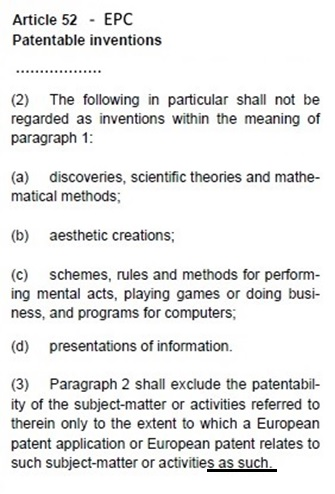 Article 52 - EPC
Patentable inventions
..................
(2) The following in particular shall not be
regarded as inventions within the meaning of
paragraph 1:
(a) discoveries, scientific theories and mathe-
matical methods;
(b) aesthetic creations;
(c) schemes, rules and methods for perform-
ing mental acts, playing games or doing busi-
ness, and programs for computers;
(d) presentations of information.
(3) Paragraph 2 shall exclude the patentabil-
ity of the subject-matter or activities referred to
therein only to the extent to which a European
patent application or European patent relates to
such subject-matter or activities as such.